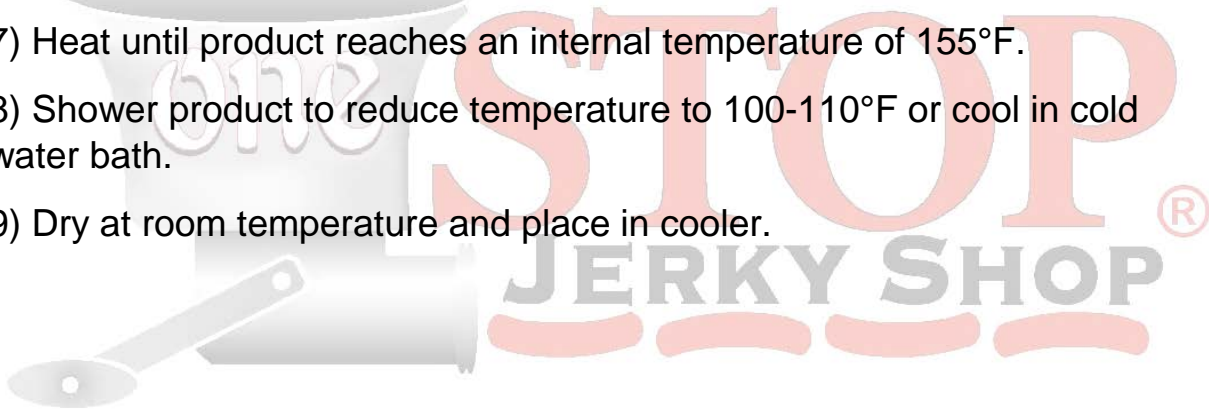 7) Heat until product reaches an internal temperature of 155°F.
8) Shower product to reduce temperature to 100-110°F or cool in cold
water bath.
9) Dry at room temperature and place in cooler.
one
STOP
®
JERKY SHOP